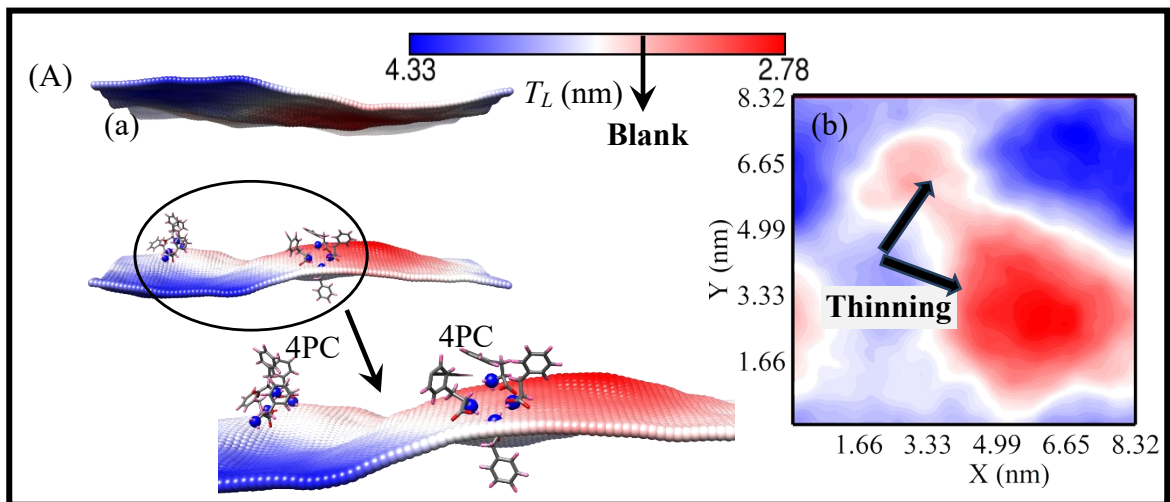 (A)
4.33
2.78
T_L (nm)
Blank
(a)
4PC
4PC
(b)
Thinning
Y (nm)
8.32
6.65
4.99
3.33
1.66
1.66 3.33 4.99 6.65 8.32
X (nm)